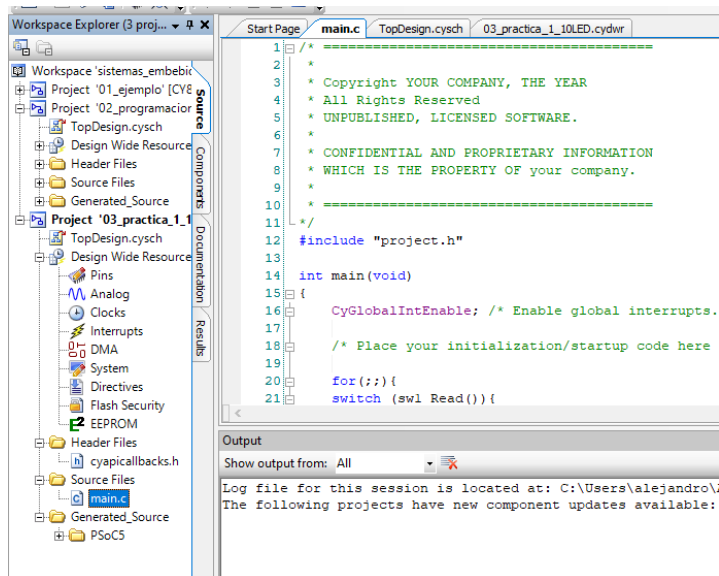 Workspace Explorer (3 proj...
Workspace 'sistemas_embebic
Project '01_ejemplo' [CY8
Project '02_programacior
TopDesign.cysch
Design Wide Resource
Header Files
Source Files
Generated_Source
Project '03_practica_1_1
TopDesign.cysch
Design Wide Resource
Pins
Analog
Clocks
Interrupts
DMA
System
Directives
Flash Security
EEPROM
Header Files
cyapicallbacks.h
Source Files
main.c
Generated_Source
PSoC5
Source
Components
Documentation
Results
Start Page main.c TopDesign.cysch 03_practica_1_10LED.cydwr
1 /* ========================================
2 *
3 * Copyright YOUR COMPANY, THE YEAR
4 * All Rights Reserved
5 * UNPUBLISHED, LICENSED SOFTWARE.
6 *
7 * CONFIDENTIAL AND PROPRIETARY INFORMATION
8 * WHICH IS THE PROPERTY OF your company.
9 *
10 * ========================================
11 */
12 #include "project.h"
13
14 int main(void)
15 {
16 CyGlobalIntEnable; /* Enable global interrupts.
17
18 /* Place your initialization/startup code here
19
20 for(;;){
21 switch (sw1_Read()){
Output
Show output from: All
Log file for this session is located at: C:\Users\alejandro\
The following projects have new component updates available: